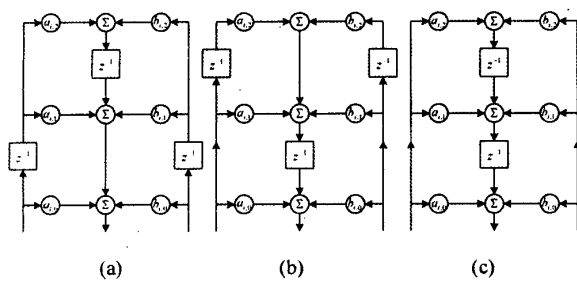 a_{i,2} Σ b_{i,2} a_{i,2} Σ b_{i,2} a_{i,2} Σ b_{i,2}
z^{-1} z^{-1} z^{-1} z^{-1}
a_{i,1} Σ b_{i,1} a_{i,1} Σ b_{i,1} a_{i,1} Σ b_{i,1}
z^{-1} z^{-1} z^{-1} z^{-1}
Σ b_{i,0} a_{i,0} Σ b_{i,0} a_{i,0} Σ b_{i,0}
(a) (b) (c)